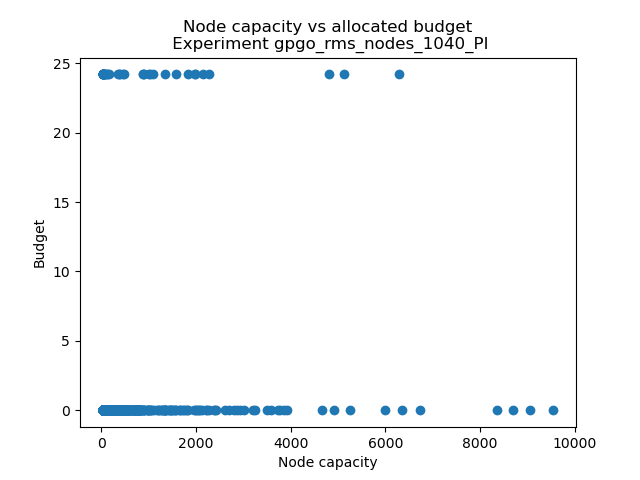 Node capacity vs allocated budget
Experiment gpgo_rms_nodes_1040_PI
25
20
15
10
5
0
Budget
0 2000 4000 6000 8000 10000
Node capacity